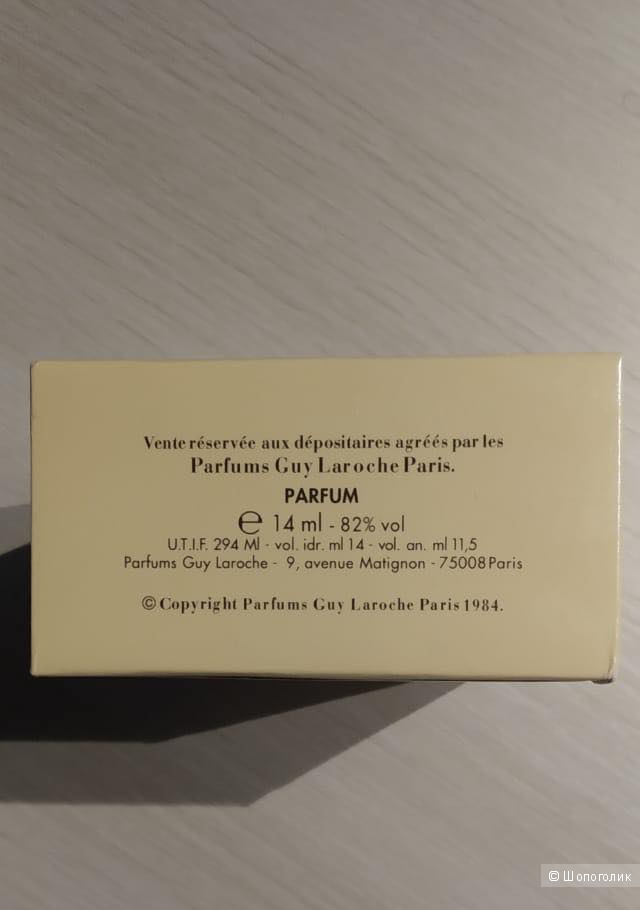 Vente réservée aux dépositaires agréés par les
Parfums Guy Laroche Paris.
PARFUM
℮ 14 ml - 82% vol
U.T.I.F. 294 MI - vol. idr. ml 14 - vol. an. ml 11,5
Parfums Guy Laroche - 9, avenue Matignon - 75008 Paris
© Copyright Parfums Guy Laroche Paris 1984.
© Шопоголик